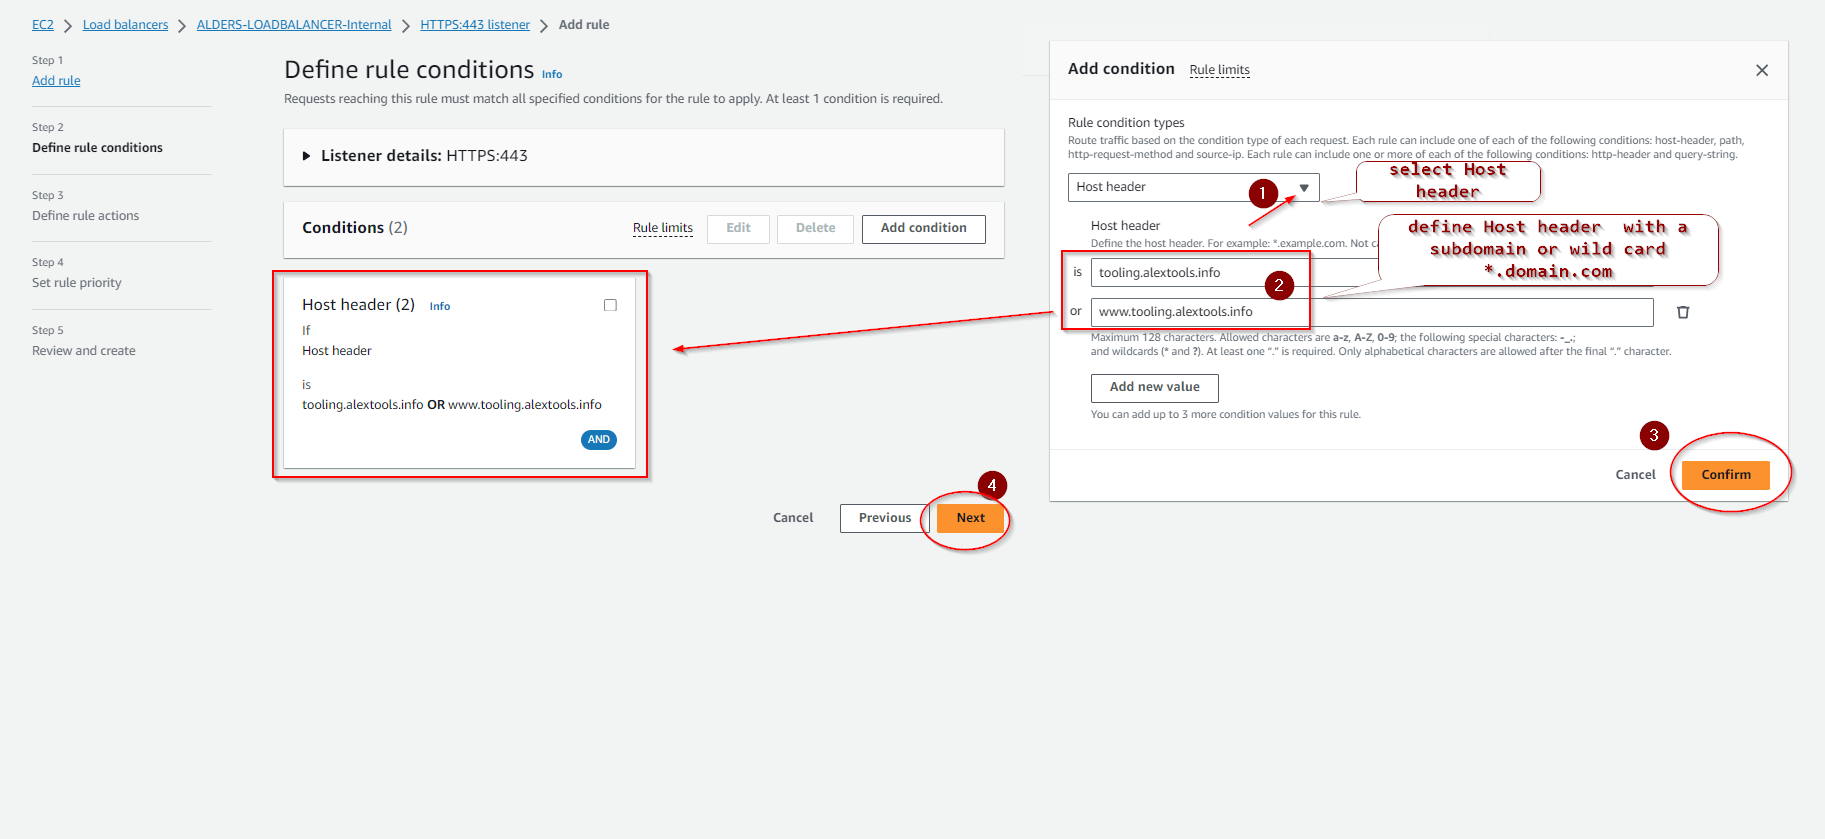 EC2 > Load balancers > ALDERS-LOADBALANCER-Internal > HTTPS:443 listener > Add rule
Step 1
Add rule
Step 2
Define rule conditions
Step 3
Define rule actions
Step 4
Set rule priority
Step 5
Review and create
Define rule conditions Info
Requests reaching this rule must match all specified conditions for the rule to apply. At least 1 condition is required.
Listener details: HTTPS:443
Conditions (2) Rule limits Edit Delete Add condition
Host header (2) Info
If
Host header
is
tooling.alextools.info OR www.tooling.alextools.info
AND
4
Cancel Previous Next
Add condition Rule limits
Rule condition types
Route traffic based on the condition type of each request. Each rule can include one of each of the following conditions: host-header, path,
http-request-method and source-ip. Each rule can include one or more of each of the following conditions: http-header and query-string.
Host header 1
select Host
header
Host header
Define the host header. For example: *.example.com. Not
define Host header with a
subdomain or wild card
*.domain.com
is tooling.alextools.info
2
or www.tooling.alextools.info
Maximum 128 characters. Allowed characters are a-z, A-Z, 0-9; the following special characters: -_.;
and wildcards (* and ?). At least one “.” is required. Only alphabetical characters are allowed after the final “.” character.
Add new value
You can add up to 3 more condition values for this rule.
3
Cancel Confirm